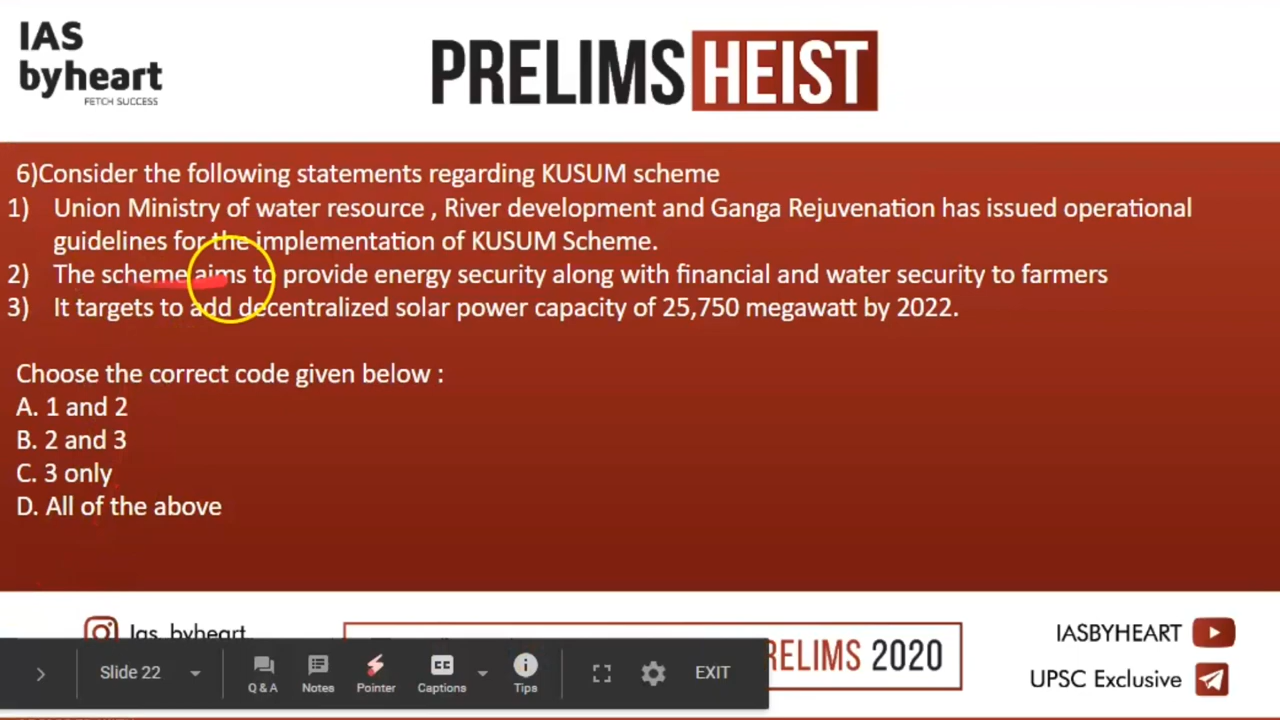 IAS
byheart
FETCH SUCCESS
PRELIMS HEIST
6)Consider the following statements regarding KUSUM scheme
1) Union Ministry of water resource , River development and Ganga Rejuvenation has issued operational
guidelines for the implementation of KUSUM Scheme.
2) The scheme aims to provide energy security along with financial and water security to farmers
3) It targets to add decentralized solar power capacity of 25,750 megawatt by 2022.
Choose the correct code given below :
A. 1 and 2
B. 2 and 3
C. 3 only
D. All of the above
Ias_byheart
RELIMS 2020
IASBYHEART
UPSC Exclusive
Slide 22
Q & A
Notes
Pointer
CC
Captions
Tips
EXIT